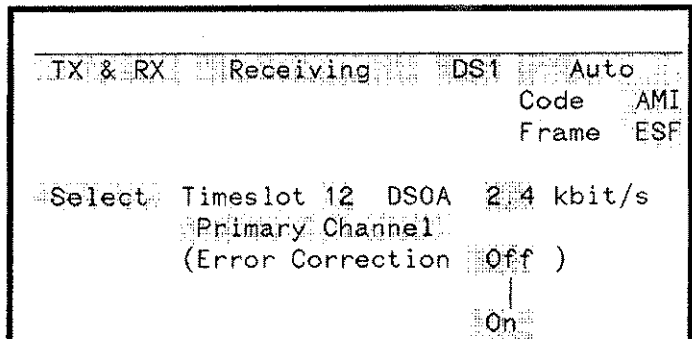 TX & RX Receiving DS1 Auto
Code AMI
Frame ESF
Select Timeslot 12 DS0A 2.4 kbit/s
Primary Channel
(Error Correction Off )
On